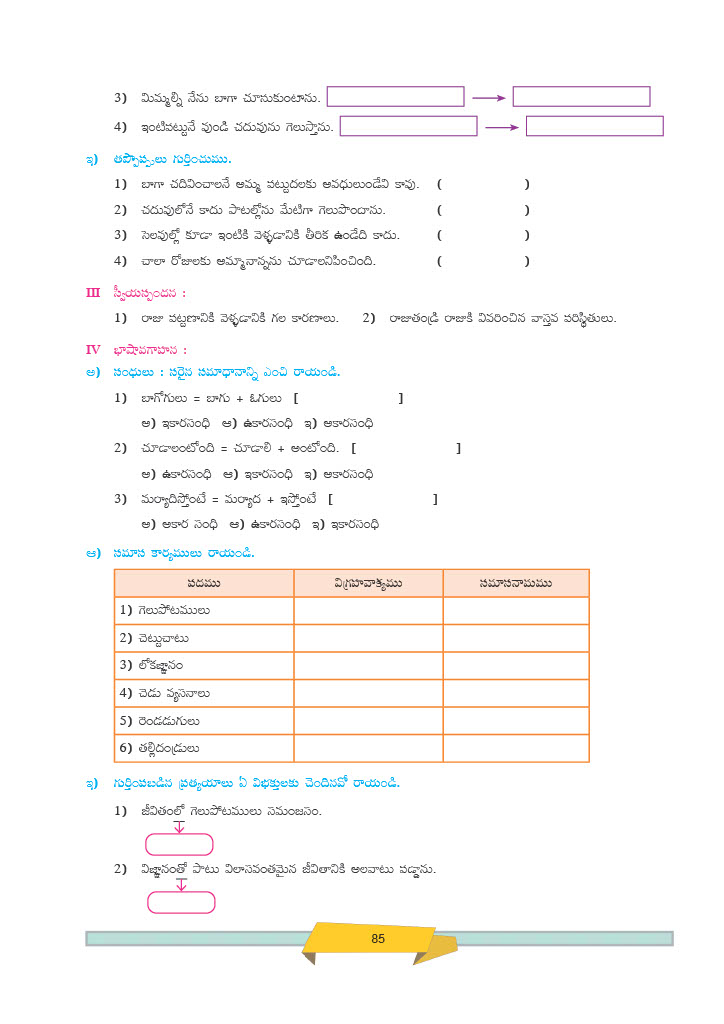 3) మిమ్మల్ని నేను బాగా చూసుకుంటాను.
4) ఇంటిపట్టునే వుండి చదువును గెలుస్తాను.
ఇ) తప్పొప్పులు గుర్తించుము.
1) బాగా చదివించాలనే అమ్మ పట్టుదలకు అవధులుండేవి కావు. ( )
2) చదువులోనే కాదు పాటల్లోను మేటిగా గెలుపొందాను. ( )
3) సెలవుల్లో కూడా ఇంటికి వెళ్ళడానికి తీరిక ఉండేది కాదు. ( )
4) చాలా రోజులకు అమ్మానాన్నను చూడాలనిపించింది. ( )
III స్వీయస్పందన :
1) రాజు పట్టణానికి వెళ్ళడానికి గల కారణాలు. 2) రాజుతండ్రి రాజుకి వివరించిన వాస్తవ పరిస్థితులు.
IV భాషావగాహన :
అ) సంధులు : సరైన సమాధానాన్ని ఎంచి రాయండి.
1) బాగోగులు = బాగు + ఓగులు [ ]
అ) ఇకారసంధి ఆ) ఉకారసంధి ఇ) అకారసంధి
2) చూడాలంటోంది = చూడాలి + అంటోంది. [ ]
అ) ఉకారసంధి ఆ) ఇకారసంధి ఇ) అకారసంధి
3) మర్యాదిస్తోంటే = మర్యాద + ఇస్తోంటే [ ]
అ) అకార సంధి ఆ) ఉకారసంధి ఇ) ఇకారసంధి
ఆ) సమాస కార్యములు రాయండి.
పదము విగ్రహవాక్యము సమాసనామము
1) గెలుపోటములు
2) చెట్టుచాటు
3) లోకజ్ఞానం
4) చెడు వ్యసనాలు
5) రెండడుగులు
6) తల్లిదండ్రులు
ఇ) గుర్తింపబడిన ప్రత్యయాలు ఏ విభక్తులకు చెందినవో రాయండి.
1) జీవితంలో గెలుపోటములు సమంజసం.
2) విజ్ఞానంతో పాటు విలాసవంతమైన జీవితానికి అలవాటు పడ్డాను.
85